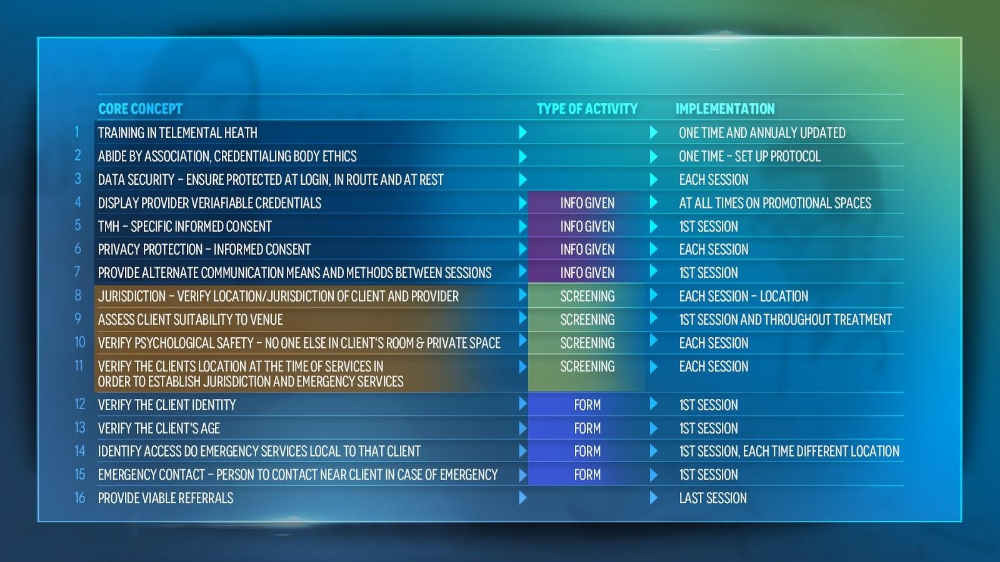 CORE CONCEPT TYPE OF ACTIVITY IMPLEMENTATION
1 TRAINING IN TELEMENTAL HEATH ONE TIME AND ANNUALY UPDATED
2 ABIDE BY ASSOCIATION, CREDENTIALING BODY ETHICS ONE TIME – SET UP PROTOCOL
3 DATA SECURITY – ENSURE PROTECTED AT LOGIN, IN ROUTE AND AT REST EACH SESSION
4 DISPLAY PROVIDER VERIAFIABLE CREDENTIALS INFO GIVEN AT ALL TIMES ON PROMOTIONAL SPACES
5 TMH – SPECIFIC INFORMED CONSENT INFO GIVEN 1ST SESSION
6 PRIVACY PROTECTION – INFORMED CONSENT INFO GIVEN EACH SESSION
7 PROVIDE ALTERNATE COMMUNICATION MEANS AND METHODS BETWEEN SESSIONS INFO GIVEN 1ST SESSION
8 JURISDICTION – VERIFY LOCATION/JURISDICTION OF CLIENT AND PROVIDER SCREENING EACH SESSION – LOCATION
9 ASSESS CLIENT SUITABILITY TO VENUE SCREENING 1ST SESSION AND THROUGHOUT TREATMENT
10 VERIFY PSYCHOLOGICAL SAFETY – NO ONE ELSE IN CLIENT'S ROOM & PRIVATE SPACE SCREENING EACH SESSION
11 VERIFY THE CLIENTS LOCATION AT THE TIME OF SERVICES IN SCREENING EACH SESSION
ORDER TO ESTABLISH JURISDICTION AND EMERGENCY SERVICES
12 VERIFY THE CLIENT IDENTITY FORM 1ST SESSION
13 VERIFY THE CLIENT'S AGE FORM 1ST SESSION
14 IDENTIFY ACCESS DO EMERGENCY SERVICES LOCAL TO THAT CLIENT FORM 1ST SESSION, EACH TIME DIFFERENT LOCATION
15 EMERGENCY CONTACT – PERSON TO CONTACT NEAR CLIENT IN CASE OF EMERGENCY FORM 1ST SESSION
16 PROVIDE VIABLE REFERRALS LAST SESSION